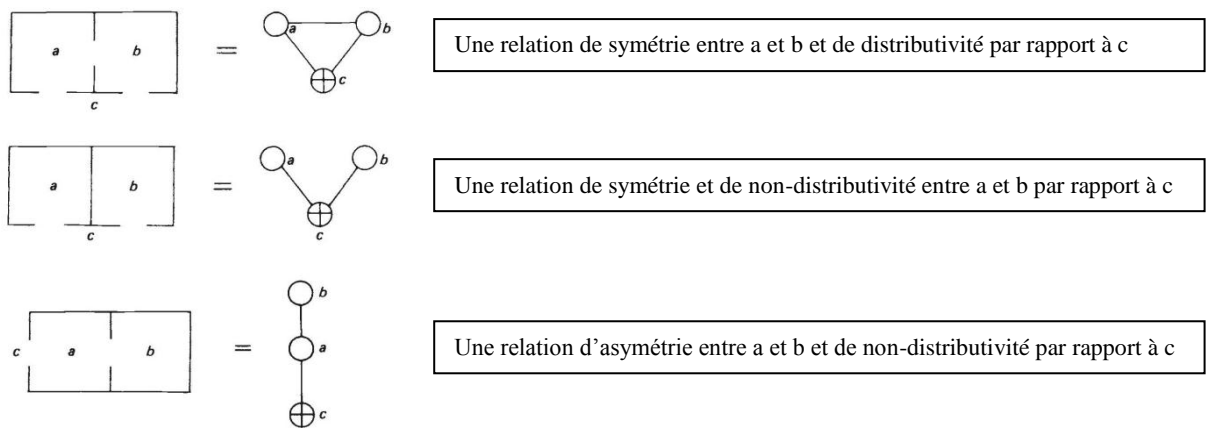 a b = a b
c
c
Une relation de symétrie entre a et b et de distributivité par rapport à c
a b = a b
c
c
Une relation de symétrie et de non-distributivité entre a et b par rapport à c
b
c a b = a
c
Une relation d’asymétrie entre a et b et de non-distributivité par rapport à c